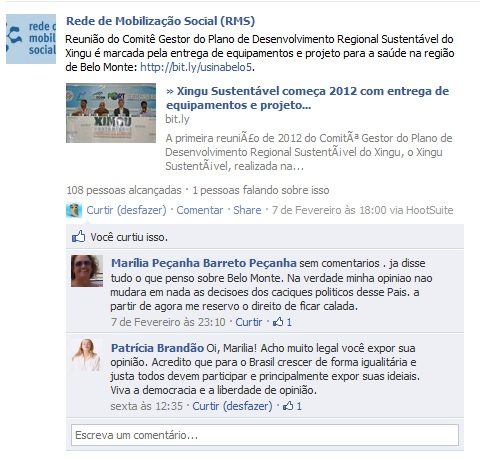 rede de
mobiliz
social
Rede de Mobilização Social (RMS)
Reunião do Comitê Gestor do Plano de Desenvolvimento Regional Sustentável do
Xingu é marcada pela entrega de equipamentos e projeto para a saúde na região
de Belo Monte: http://bit.ly/usinabelo5.
» Xingu Sustentável começa 2012 com entrega de
equipamentos e projeto...
bit.ly
A primeira reuniÃ£o de 2012 do ComitÃª Gestor do Plano de
Desenvolvimento Regional SustentÃ¡vel do Xingu, o Xingu
SustentÃ¡vel, realizada na...
XINGU
108 pessoas alcançadas · 1 pessoas falando sobre isso
Curtir (desfazer) · Comentar · Share · 7 de Fevereiro às 18:00 via HootSuite
Você curtiu isso.
Marília Peçanha Barreto Peçanha sem comentarios . ja disse
tudo o que penso sobre Belo Monte. Na verdade minha opiniao nao
mudara em nada as decisoes dos caciques politicos desse Pais. a
partir de agora me reservo o direito de ficar calada.
7 de Fevereiro às 23:10 · Curtir · 1
Patrícia Brandão Oi, Marilia! Acho muito legal você expor sua
opinião. Acredito que para o Brasil crescer de forma igualitária e
justa todos devem participar e principalmente expor suas ideiais.
Viva a democracia e a liberdade de opinião.
sexta às 12:35 · Curtir (desfazer) · 1
Escreva um comentário...